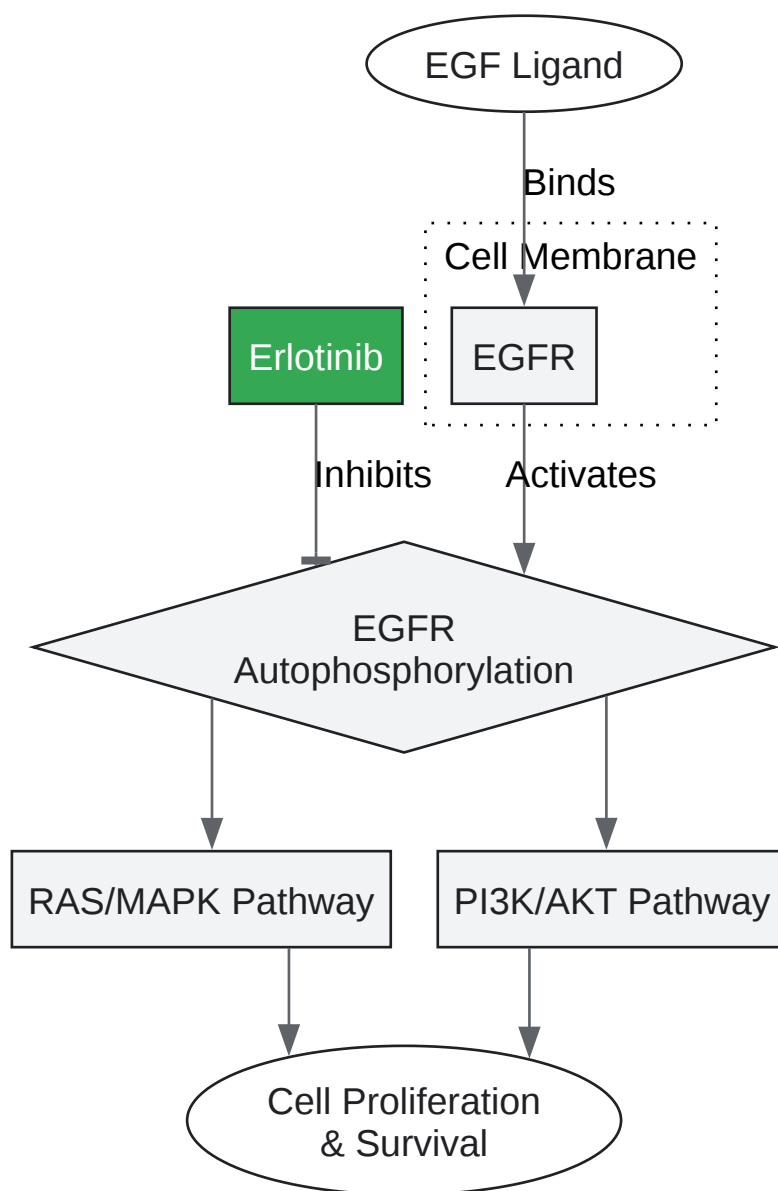 EGF Ligand
Binds
Cell Membrane
Erlotinib
EGFR
Inhibits
Activates
EGFR
Autophosphorylation
RAS/MAPK Pathway
PI3K/AKT Pathway
Cell Proliferation
& Survival